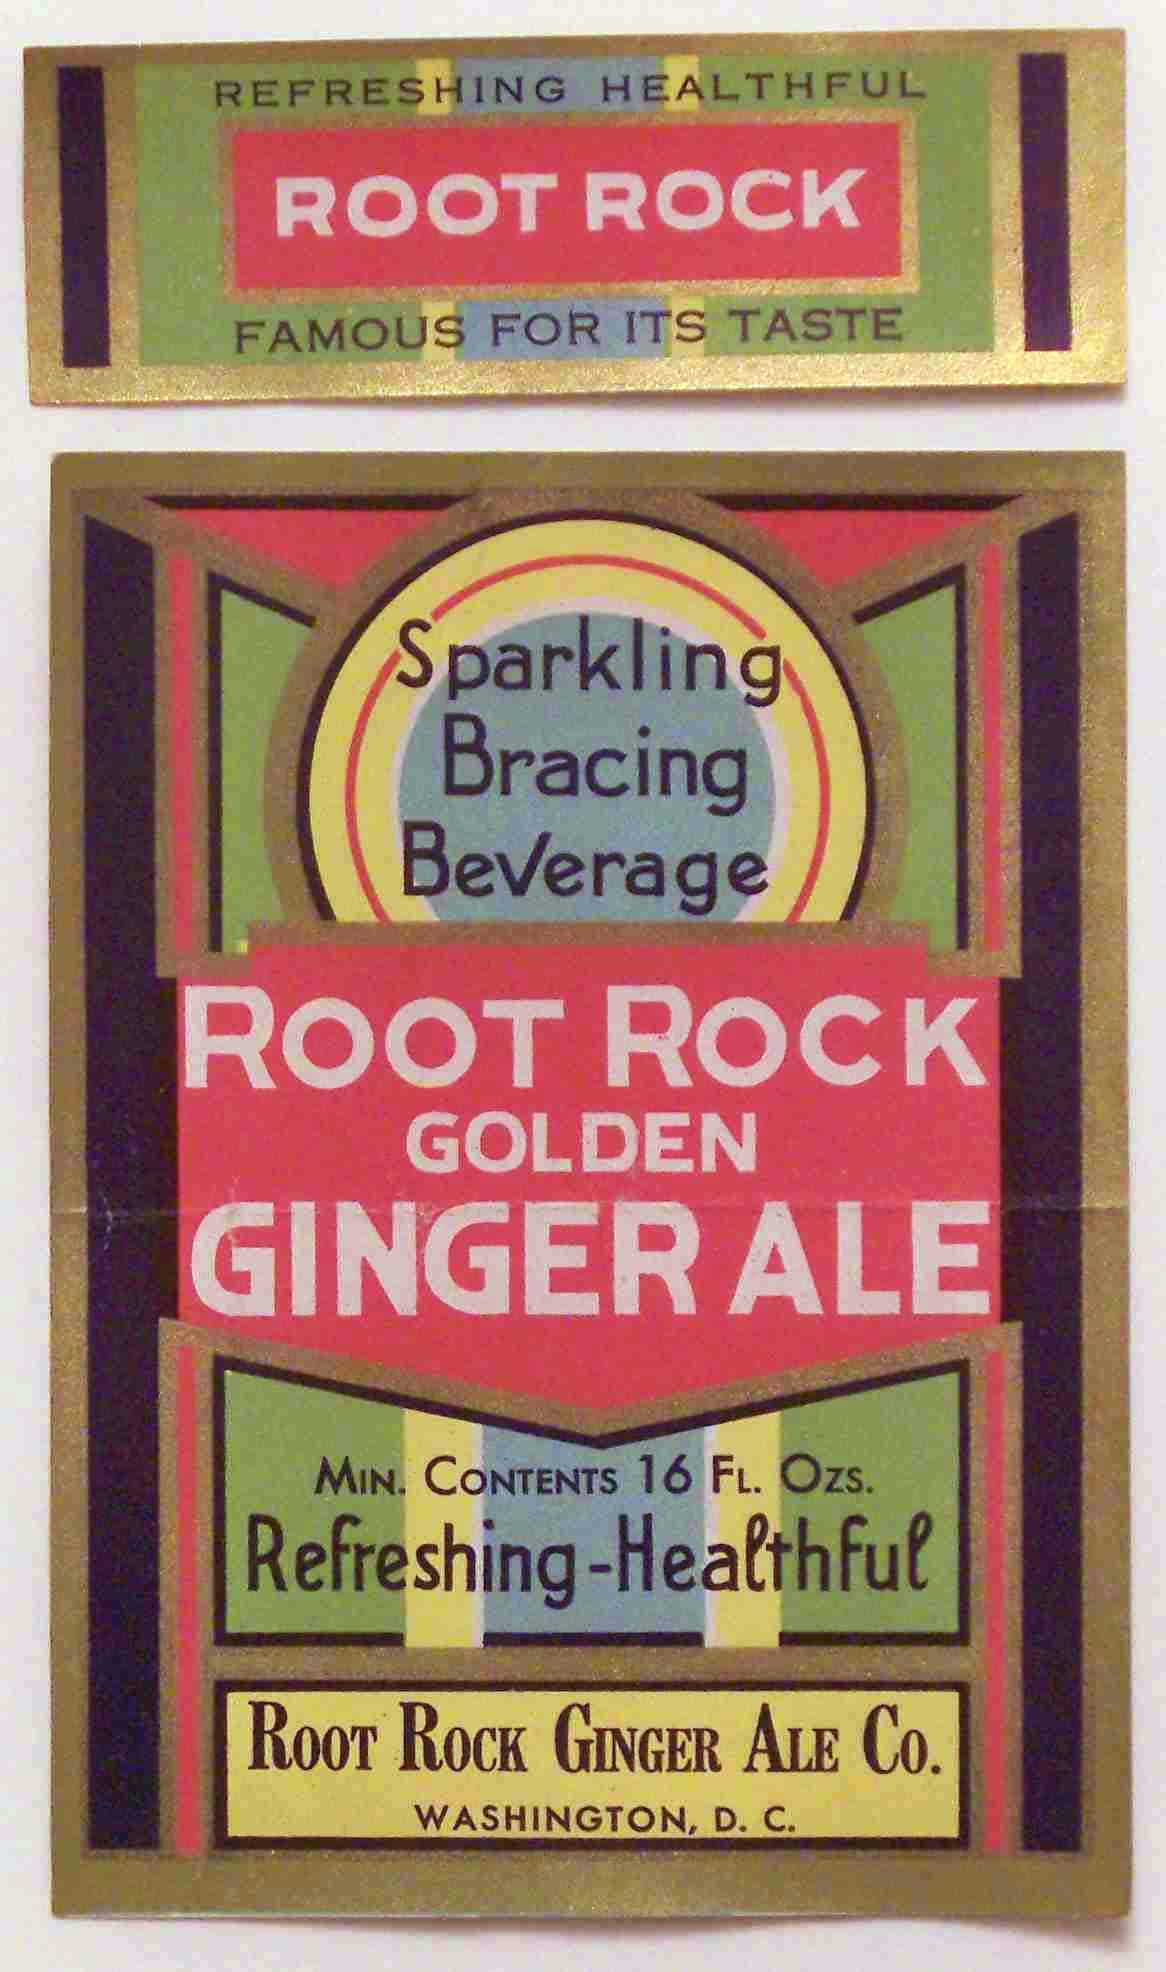 REFRESHING HEALTHFUL
ROOT ROCK
FAMOUS FOR ITS TASTE
Sparkling
Bracing
Beverage
ROOT ROCK
GOLDEN
GINGER ALE
MIN. CONTENTS 16 FL. OZS.
Refreshing-Healthful
ROOT ROCK GINGER ALE CO.
WASHINGTON, D. C.